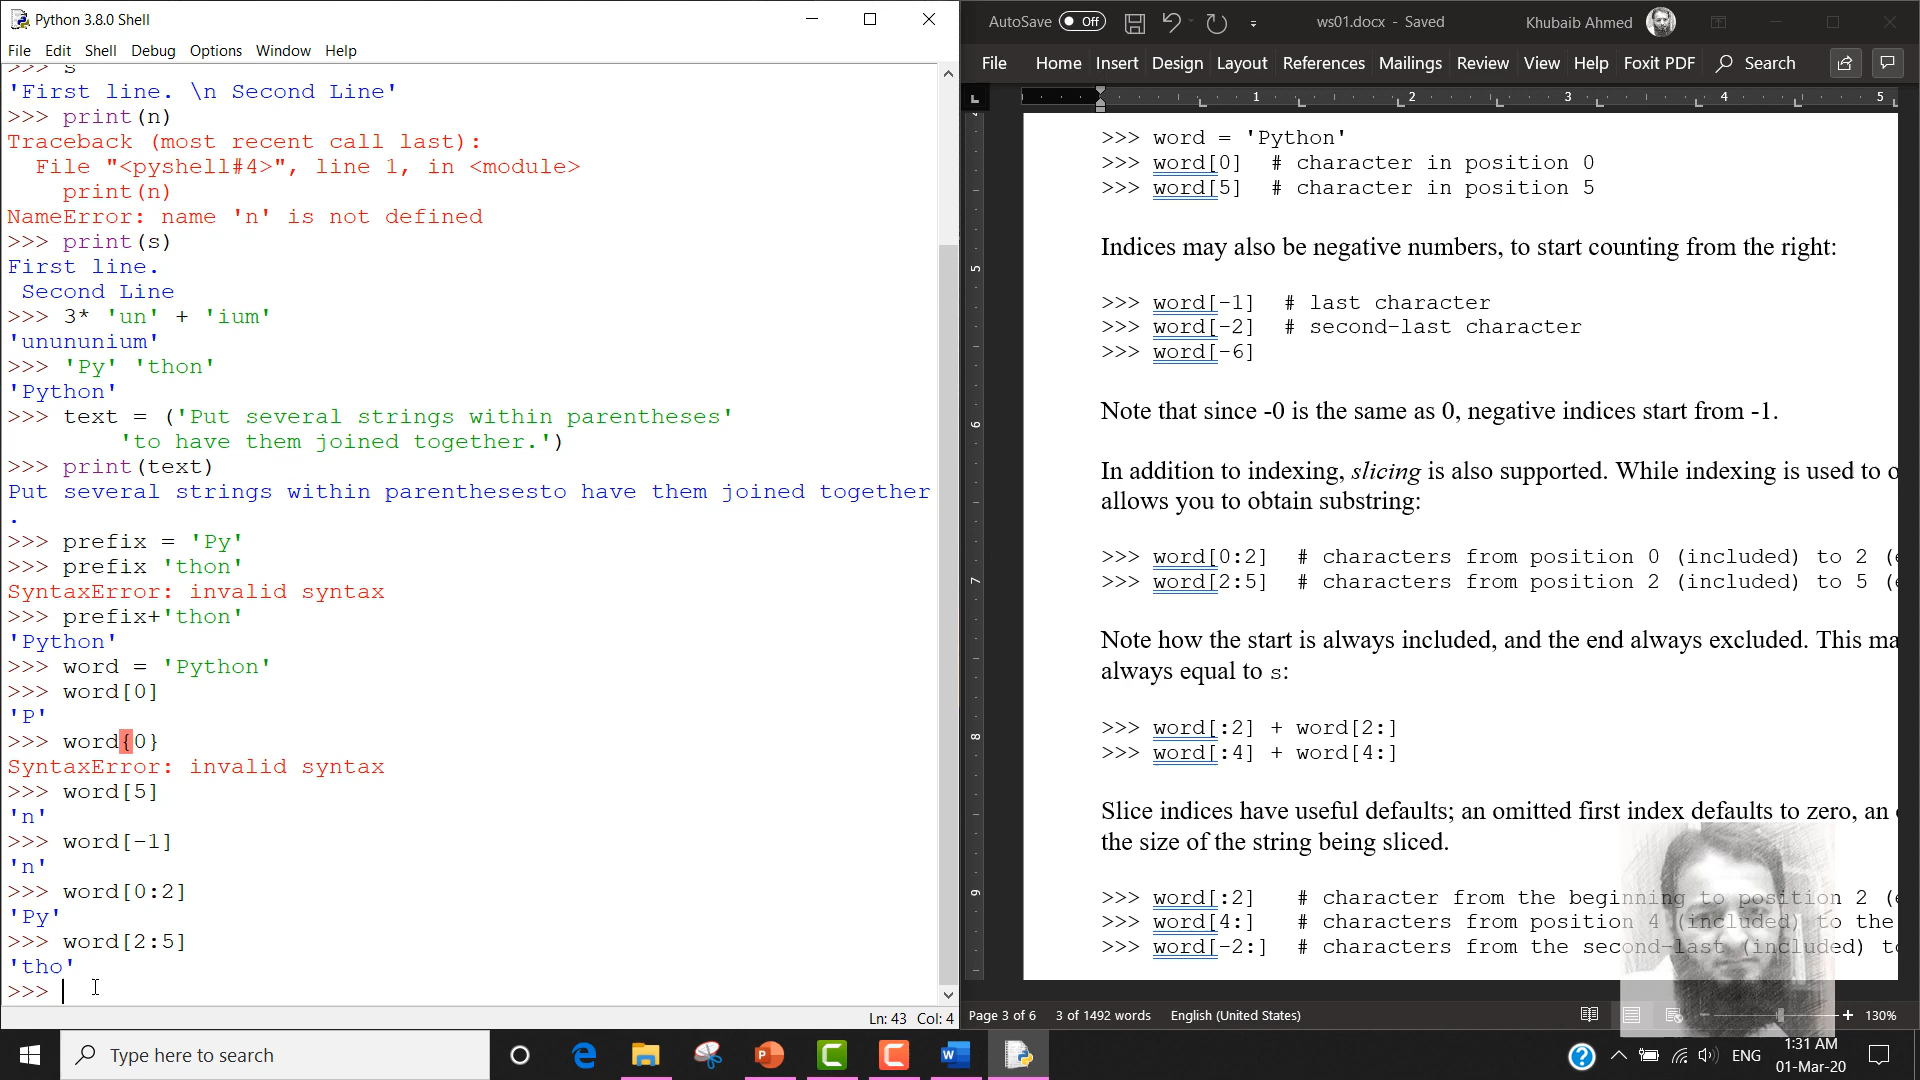 Python 3.8.0 Shell
File Edit Shell Debug Options Window Help
>>> s
'First line. \n Second Line'
>>> print(n)
Traceback (most recent call last):
File "<pyshell#4>", line 1, in <module>
print(n)
NameError: name 'n' is not defined
>>> print(s)
First line.
Second Line
>>> 3* 'un' + 'ium'
'unununium'
>>> 'Py' 'thon'
'Python'
>>> text = ('Put several strings within parentheses'
'to have them joined together.')
>>> print(text)
Put several strings within parenthesesto have them joined together
.
>>> prefix = 'Py'
>>> prefix 'thon'
SyntaxError: invalid syntax
>>> prefix+'thon'
'Python'
>>> word = 'Python'
>>> word[0]
'P'
>>> word{0}
SyntaxError: invalid syntax
>>> word[5]
'n'
>>> word[-1]
'n'
>>> word[0:2]
'Py'
>>> word[2:5]
'tho'
>>>
Ln: 43 Col: 4
AutoSave Off ws01.docx - Saved Khubaib Ahmed
File Home Insert Design Layout References Mailings Review View Help Foxit PDF Search
1 2 3 4 5
5
6
7
8
9
>>> word = 'Python'
>>> word[0] # character in position 0
>>> word[5] # character in position 5
Indices may also be negative numbers, to start counting from the right:
>>> word[-1] # last character
>>> word[-2] # second-last character
>>> word[-6]
Note that since -0 is the same as 0, negative indices start from -1.
In addition to indexing, slicing is also supported. While indexing is used to o
allows you to obtain substring:
>>> word[0:2] # characters from position 0 (included) to 2 (e
>>> word[2:5] # characters from position 2 (included) to 5 (e
Note how the start is always included, and the end always excluded. This ma
always equal to s:
>>> word[:2] + word[2:]
>>> word[:4] + word[4:]
Slice indices have useful defaults; an omitted first index defaults to zero, an o
the size of the string being sliced.
>>> word[:2] # character from the beginning to position 2 (e
>>> word[4:] # characters from position 4 (included) to the
>>> word[-2:] # characters from the second-last (included) to
Page 3 of 6 3 of 1492 words English (United States) 130%
Type here to search
ENG
1:31 AM
01-Mar-20